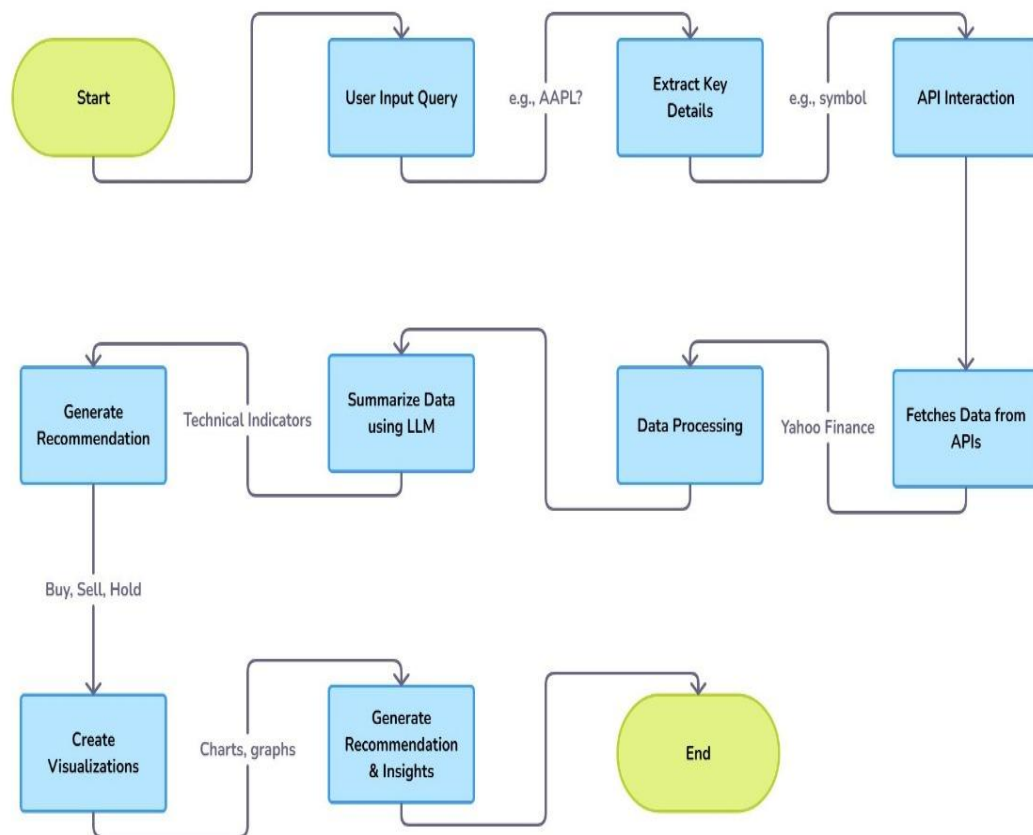 Start
User Input Query
e.g., AAPL?
Extract Key
Details
e.g., symbol
API Interaction
Fetches Data from
APIs
Yahoo Finance
Data Processing
Summarize Data
using LLM
Technical Indicators
Generate
Recommendation
Buy, Sell, Hold
Create
Visualizations
Charts, graphs
Generate
Recommendation
& Insights
End